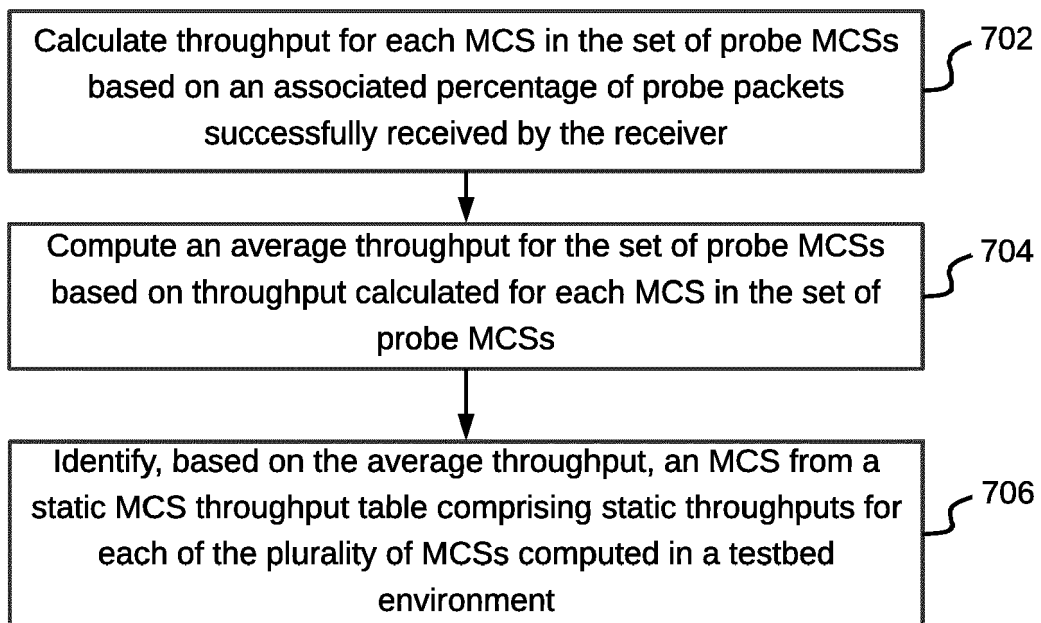 Calculate throughput for each MCS in the set of probe MCSs
based on an associated percentage of probe packets
successfully received by the receiver
702
Compute an average throughput for the set of probe MCSs
based on throughput calculated for each MCS in the set of
probe MCSs
704
Identify, based on the average throughput, an MCS from a
static MCS throughput table comprising static throughputs for
each of the plurality of MCSs computed in a testbed
environment
706